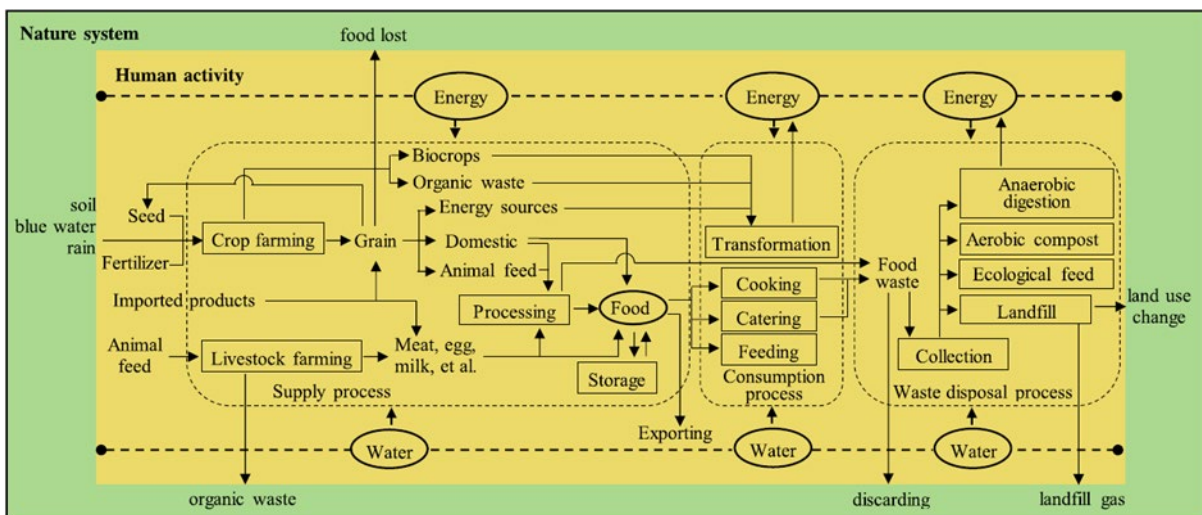 Nature system
food lost
Human activity
Energy
Energy
Energy
Biocrops
Organic waste
Energy sources
Domestic
Animal feed
soil
blue water
rain
Seed
Fertilizer
Crop farming
Grain
Imported products
Processing
Food
Animal
feed
Livestock farming
Meat, egg,
milk, et al.
Storage
Supply process
Exporting
Transformation
Cooking
Catering
Feeding
Consumption
process
Food
waste
Anaerobic
digestion
Aerobic compost
Ecological feed
Landfill
Collection
Waste disposal process
land use
change
Water
Water
Water
organic waste
discarding
landfill gas